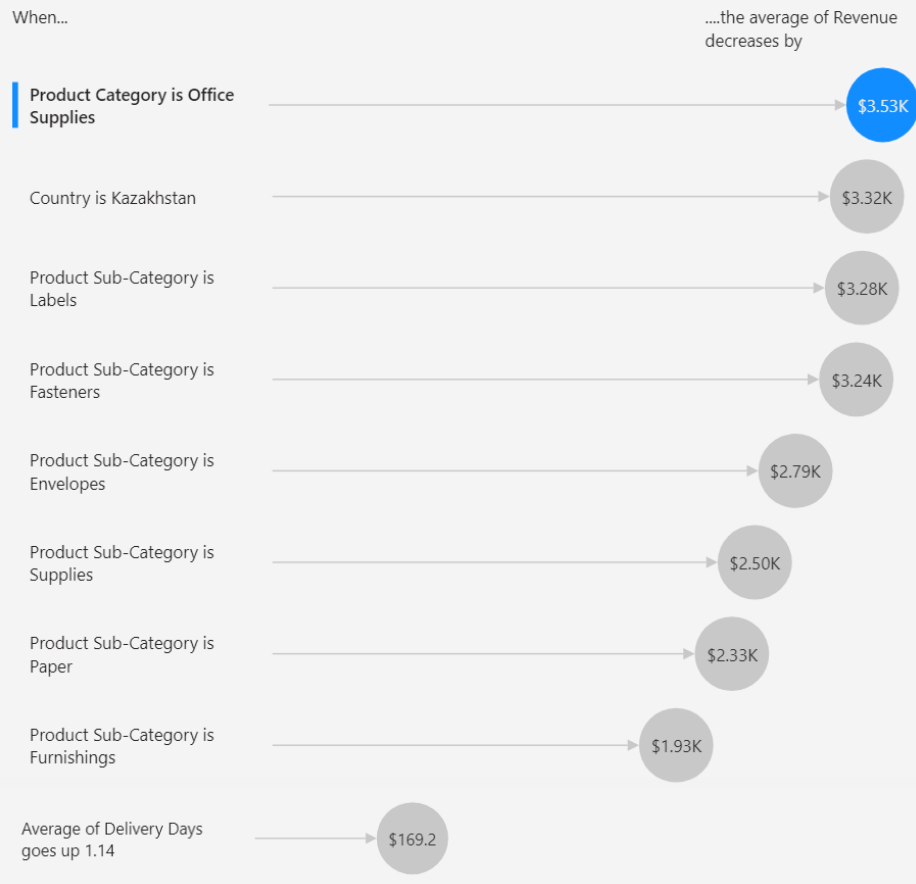 When...
....the average of Revenue
decreases by
Product Category is Office
Supplies
$3.53K
Country is Kazakhstan
$3.32K
Product Sub-Category is
Labels
$3.28K
Product Sub-Category is
Fasteners
$3.24K
Product Sub-Category is
Envelopes
$2.79K
Product Sub-Category is
Supplies
$2.50K
Product Sub-Category is
Paper
$2.33K
Product Sub-Category is
Furnishings
$1.93K
Average of Delivery Days
goes up 1.14
$169.2